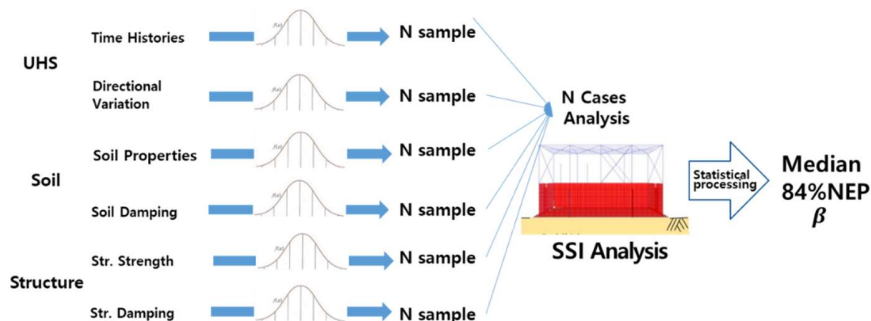 UHS
Time Histories
N sample
Directional
Variation
N sample
Soil
Soil Properties
N sample
Soil Damping
N sample
Structure
Str. Strength
N sample
Str. Damping
N sample
N Cases
Analysis
SSI Analysis
Statistical
processing
Median
84%NEP
β